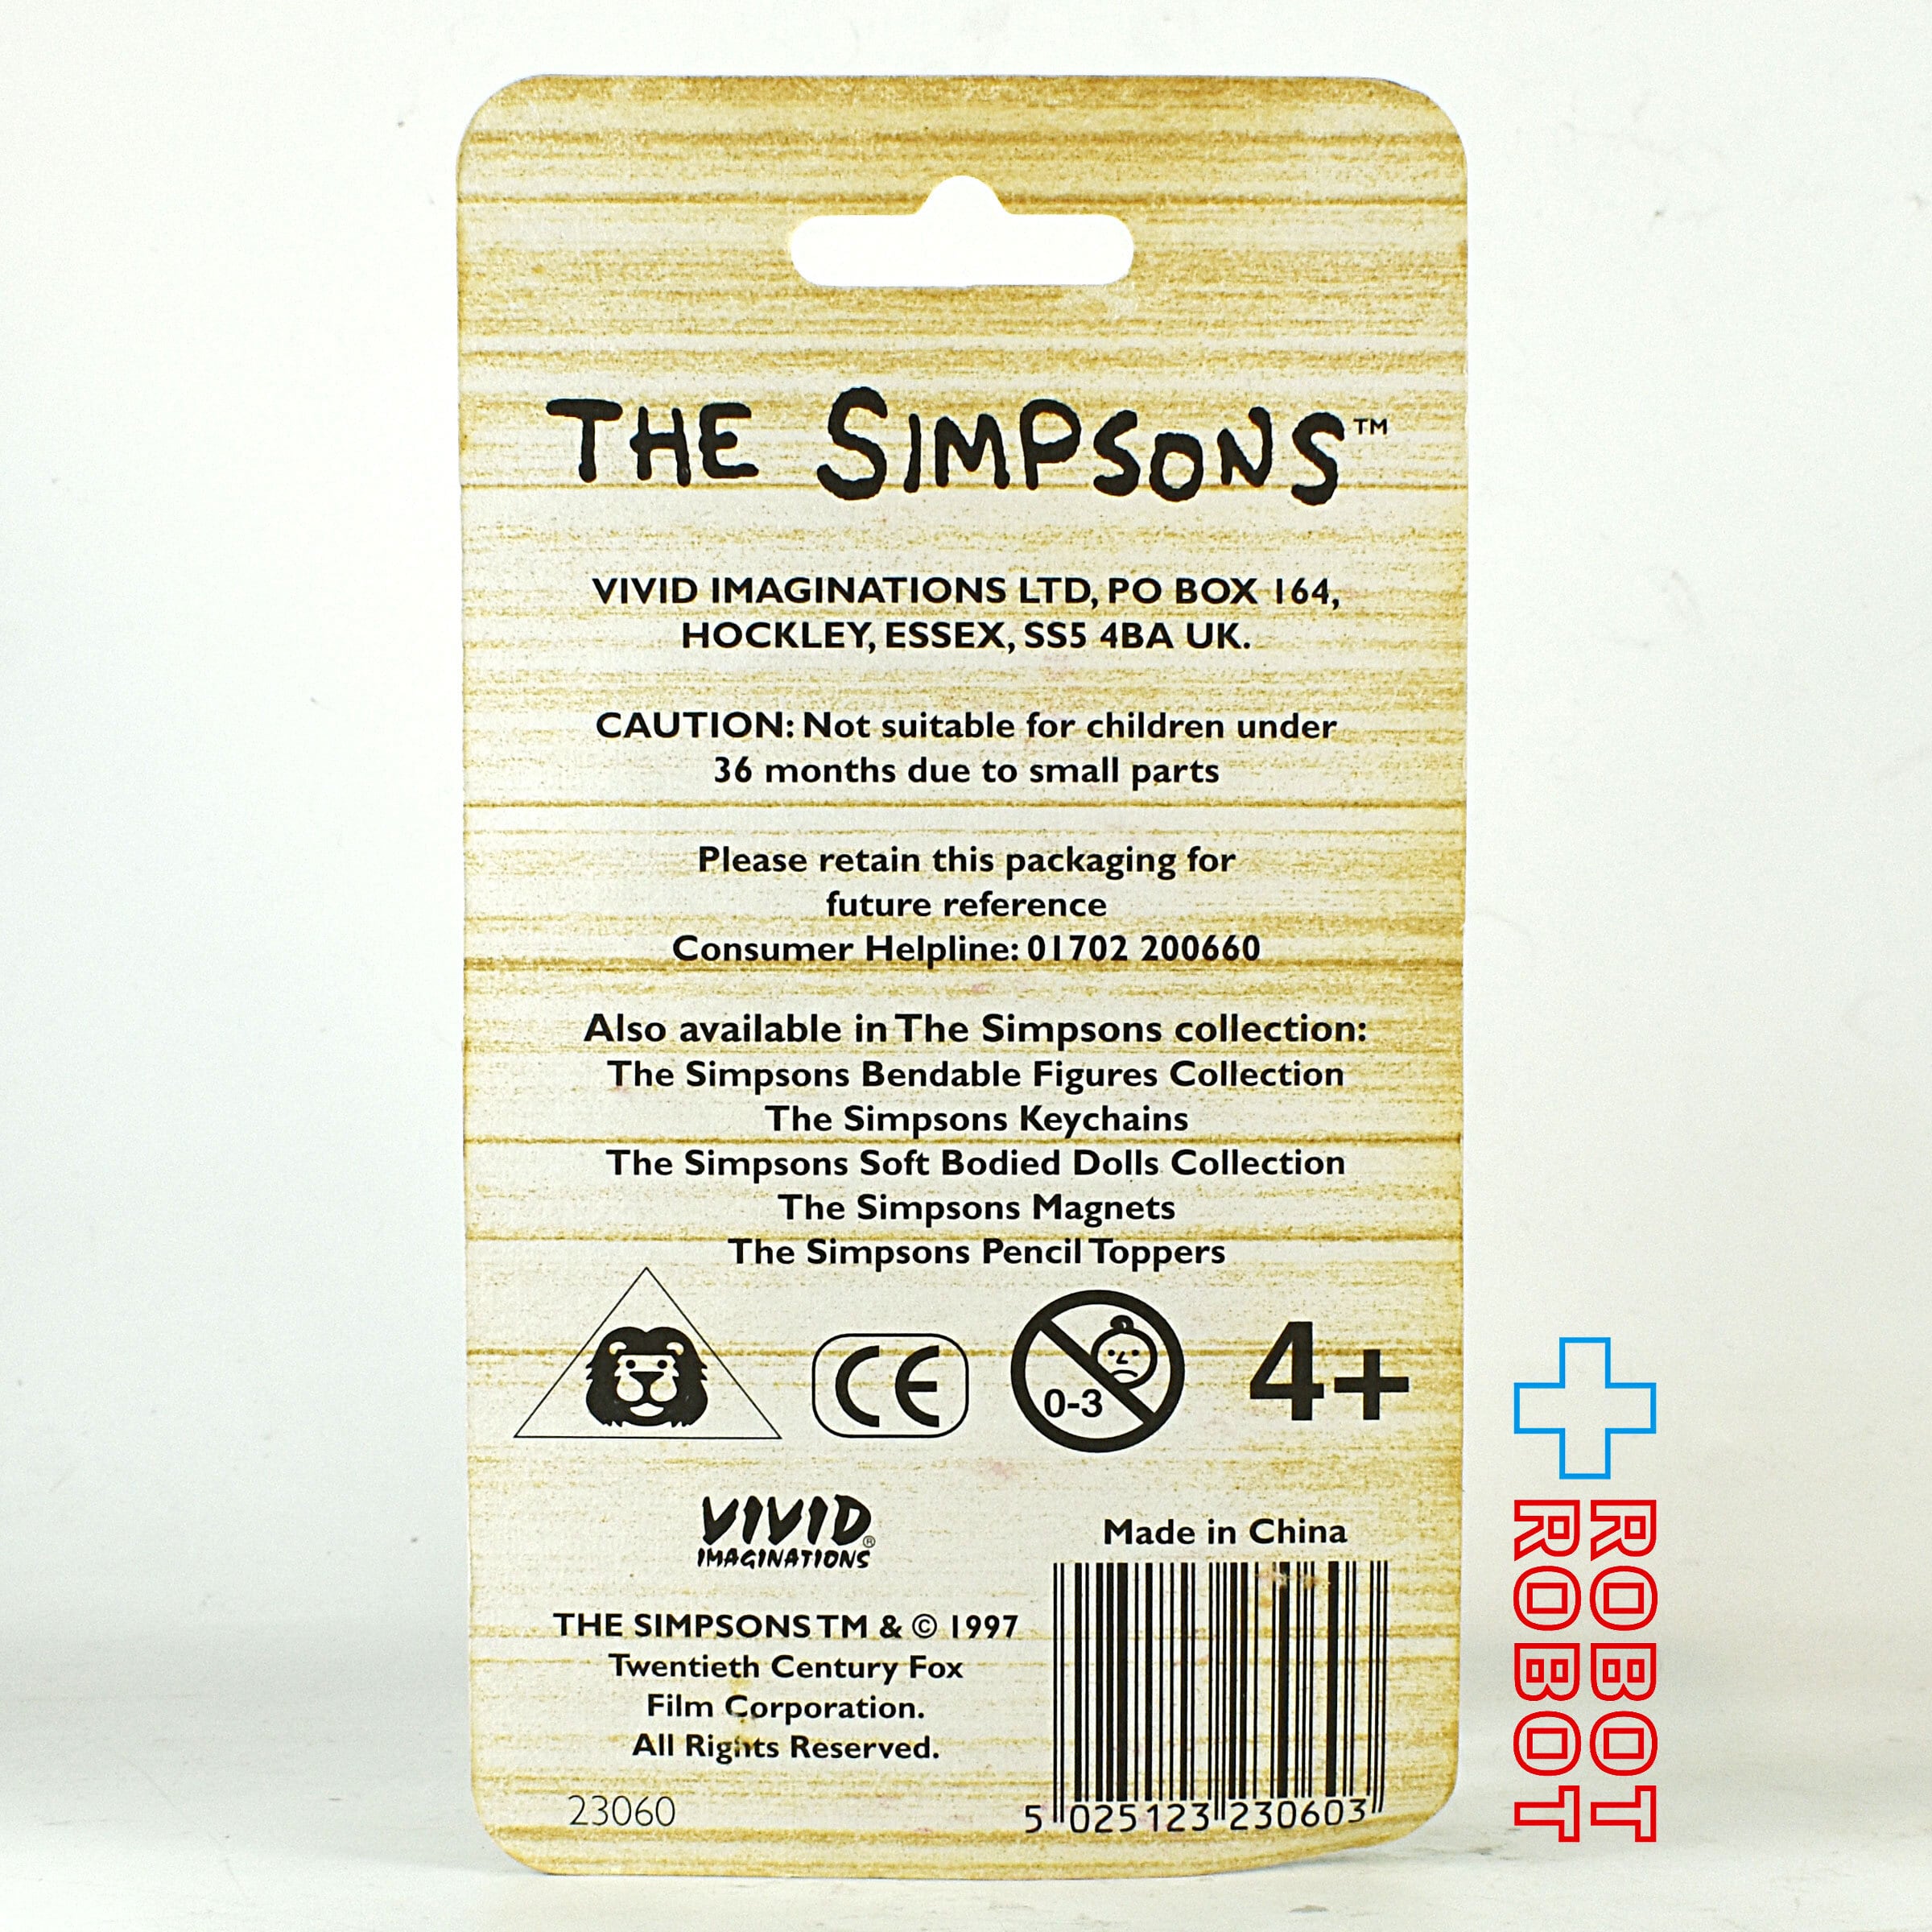 THE SIMPSONS™
VIVID IMAGINATIONS LTD, PO BOX 164,
HOCKLEY, ESSEX, SS5 4BA UK.
CAUTION: Not suitable for children under
36 months due to small parts
Please retain this packaging for
future reference
Consumer Helpline: 01702 200660
Also available in The Simpsons collection:
The Simpsons Bendable Figures Collection
The Simpsons Keychains
The Simpsons Soft Bodied Dolls Collection
The Simpsons Magnets
The Simpsons Pencil Toppers
CE
0-3
4+
VIVID
IMAGINATIONS®
Made in China
THE SIMPSONS TM & © 1997
Twentieth Century Fox
Film Corporation.
All Rights Reserved.
23060
5 025123 230603
ROBOT
ROBOT